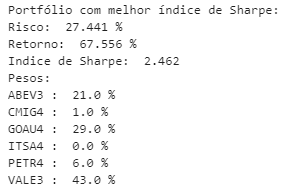 Portfólio com melhor índice de Sharpe:
Risco:  27.441 %
Retorno:  67.556 %
Indice de Sharpe:  2.462
Pesos:
ABEV3 :  21.0 %
CMIG4 :  1.0 %
GOAU4 :  29.0 %
ITSA4 :  0.0 %
PETR4 :  6.0 %
VALE3 :  43.0 %